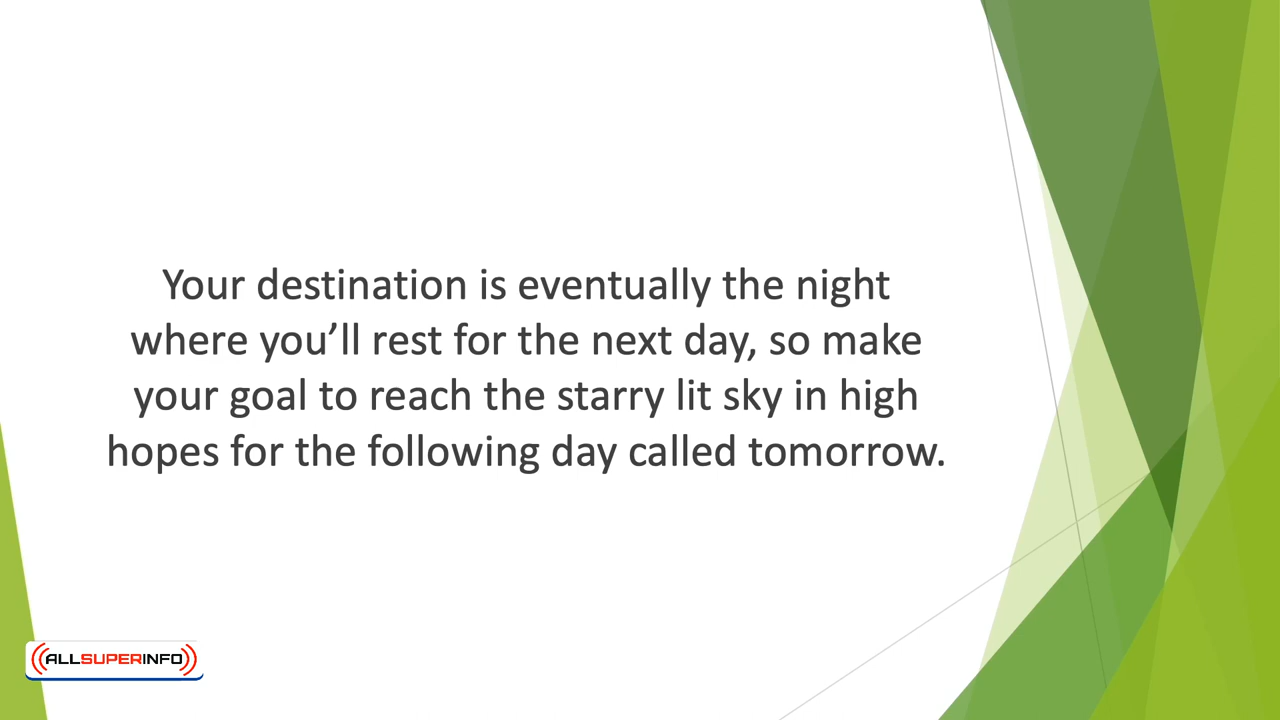 Your destination is eventually the night
where you’ll rest for the next day, so make
your goal to reach the starry lit sky in high
hopes for the following day called tomorrow.
ALLSUPERINFO